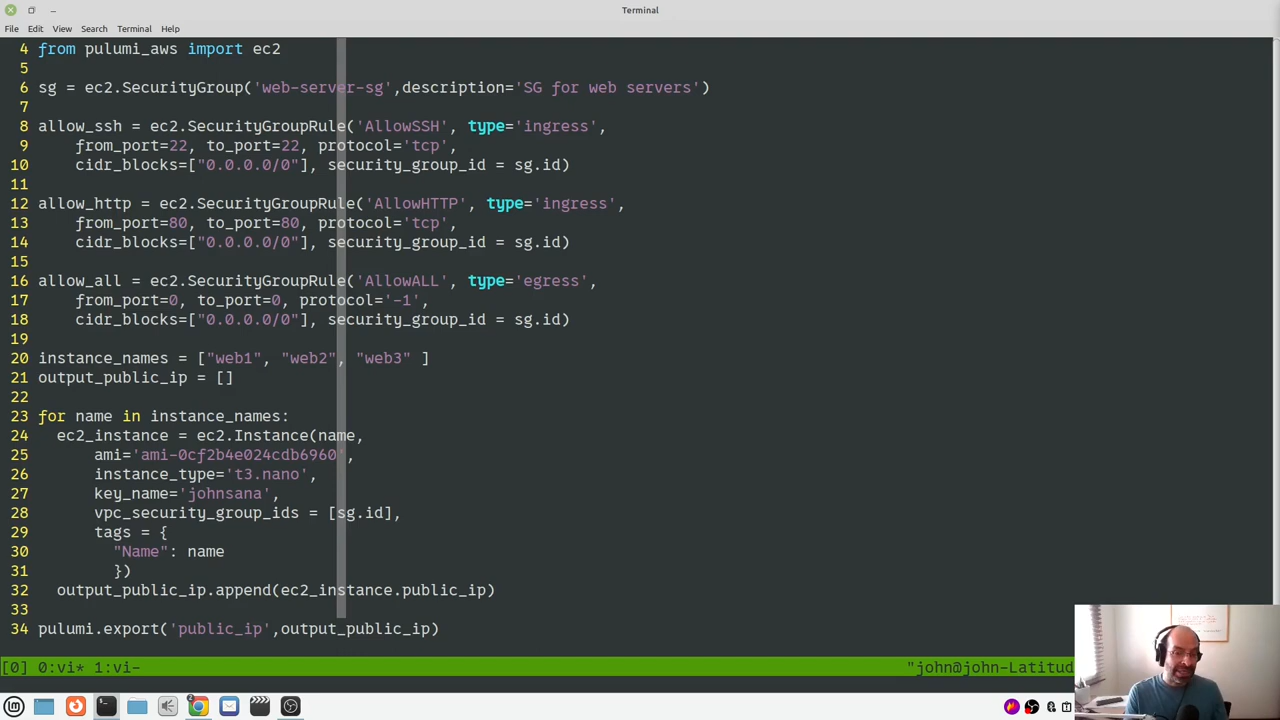 Terminal
File Edit View Search Terminal Help
4 from pulumi_aws import ec2
5
6 sg = ec2.SecurityGroup('web-server-sg',description='SG for web servers')
7
8 allow_ssh = ec2.SecurityGroupRule('AllowSSH', type='ingress',
9     from_port=22, to_port=22, protocol='tcp',
10     cidr_blocks=["0.0.0.0/0"], security_group_id = sg.id)
11
12 allow_http = ec2.SecurityGroupRule('AllowHTTP', type='ingress',
13     from_port=80, to_port=80, protocol='tcp',
14     cidr_blocks=["0.0.0.0/0"], security_group_id = sg.id)
15
16 allow_all = ec2.SecurityGroupRule('AllowALL', type='egress',
17     from_port=0, to_port=0, protocol='-1',
18     cidr_blocks=["0.0.0.0/0"], security_group_id = sg.id)
19
20 instance_names = ["web1", "web2", "web3" ]
21 output_public_ip = []
22
23 for name in instance_names:
24   ec2_instance = ec2.Instance(name,
25       ami='ami-0cf2b4e024cdb6960',
26       instance_type='t3.nano',
27       key_name='johnsana',
28       vpc_security_group_ids = [sg.id],
29       tags = {
30         "Name": name
31         })
32   output_public_ip.append(ec2_instance.public_ip)
33
34 pulumi.export('public_ip',output_public_ip)
[0] 0:vi* 1:vi- "john@john-Latitud